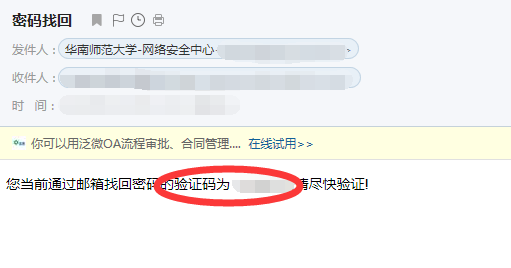 密码找回
发件人：华南师范大学-网络安全中心
收件人：
时 间：
你可以用泛微OA流程审批、合同管理.... 在线试用>>
您当前通过邮箱找回密码的验证码为 请尽快验证!